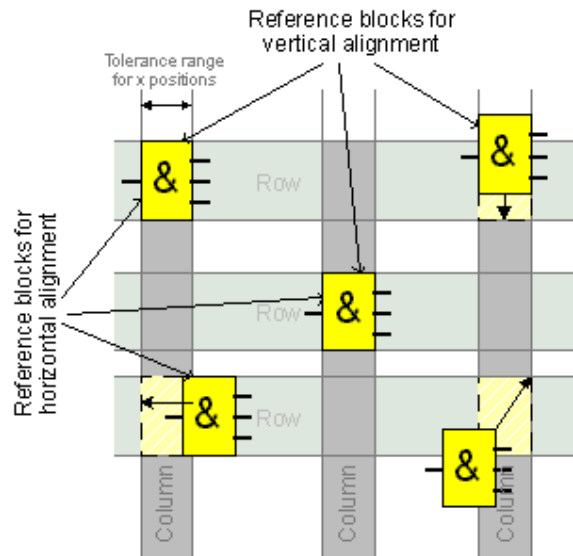 Reference blocks for
vertical alignment
Tolerance range
for x positions
&
Row
&
Reference blocks for
horizontal alignment
Row
&
&
Row
&
Column
Column
Column